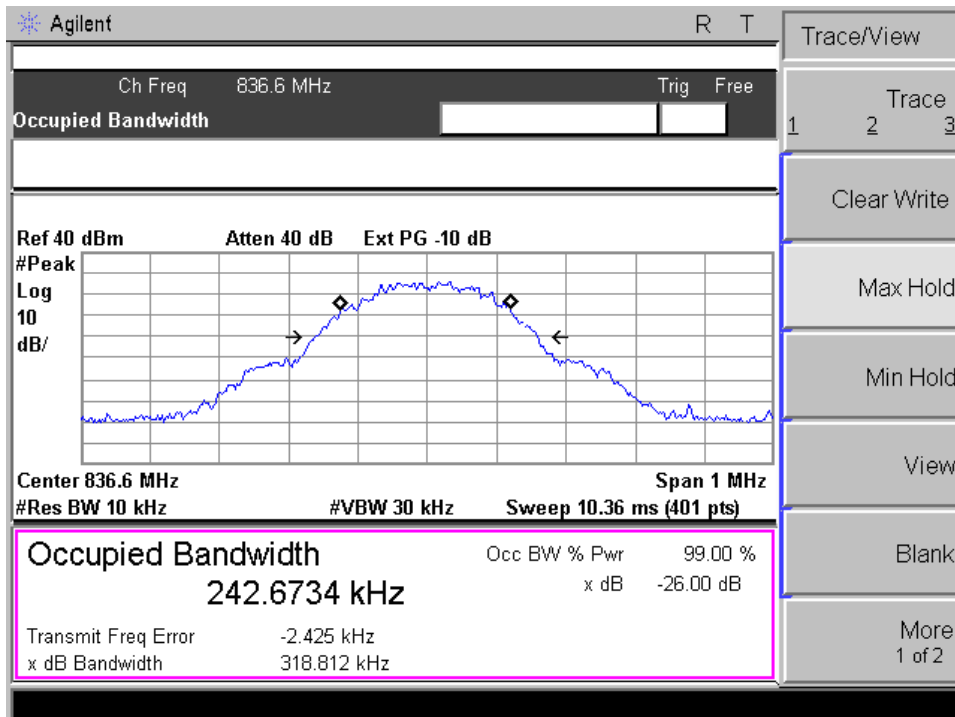 Agilent R T
Ch Freq 836.6 MHz Trig Free
Occupied Bandwidth
Ref 40 dBm Atten 40 dB Ext PG -10 dB
#Peak
Log
10
dB/
Center 836.6 MHz Span 1 MHz
#Res BW 10 kHz #VBW 30 kHz Sweep 10.36 ms (401 pts)
Occupied Bandwidth Occ BW % Pwr 99.00 %
242.6734 kHz x dB -26.00 dB
Transmit Freq Error -2.425 kHz
x dB Bandwidth 318.812 kHz
Trace/View
Trace
1 2 3
Clear Write
Max Hold
Min Hold
View
Blank
More
1 of 2